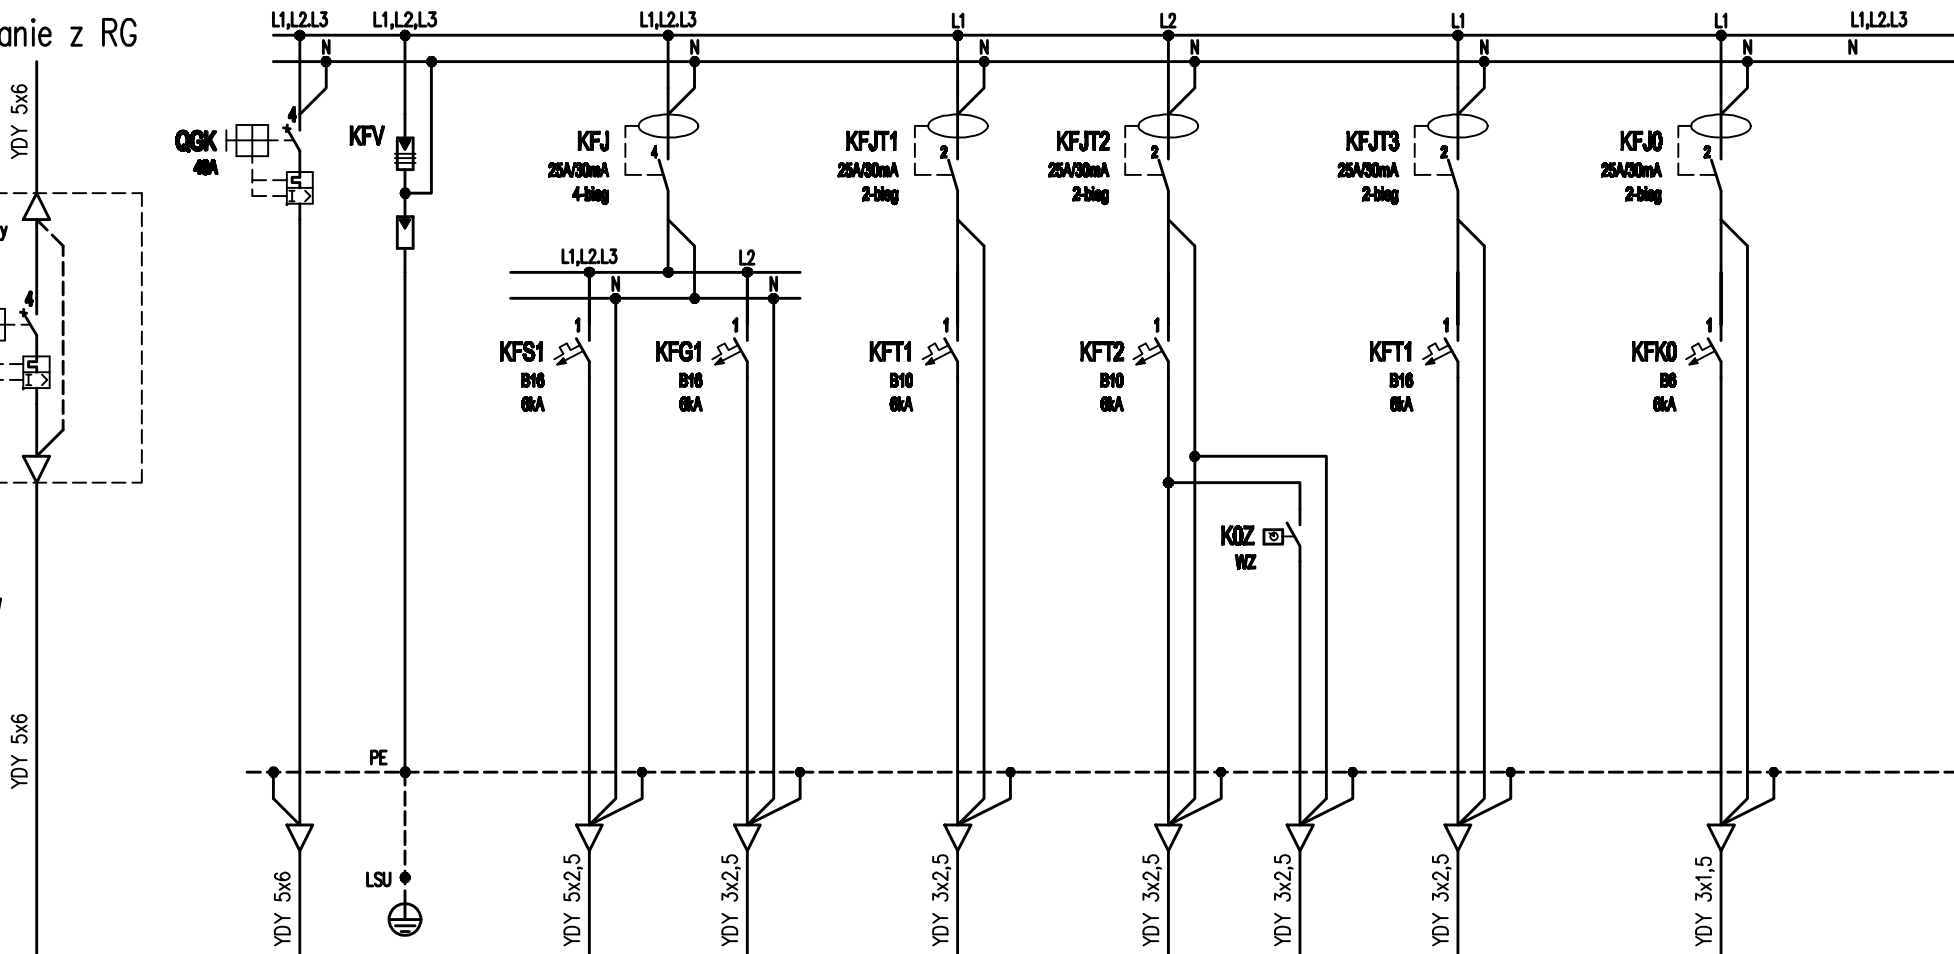 anie z RG
L1,L2.L3
L1,L2,L3
L1,L2.L3
L1
L2
L1
L1
L1,L2.L3
N
N
N
N
N
N
N
YDY 5x6
QGK
40A
4
KFV
KFJ
25A/30mA
4-bieg
4
KFJT1
25A/30mA
2-bieg
2
KFJT2
25A/30mA
2-bieg
2
KFJT3
25A/30mA
2-bieg
2
KFJ0
25A/30mA
2-bieg
2
y
4
L1,L2.L3
N
L2
N
KFS1
B16
6kA
1
KFG1
B16
6kA
1
KFT1
B10
6kA
1
KFT2
B10
6kA
1
KFT1
B16
6kA
1
KFK0
B6
6kA
1
K0Z
WZ
YDY 5x6
PE
LSU
YDY 5x6
YDY 5x2,5
YDY 3x2,5
YDY 3x2,5
YDY 3x2,5
YDY 3x2,5
YDY 3x2,5
YDY 3x1,5